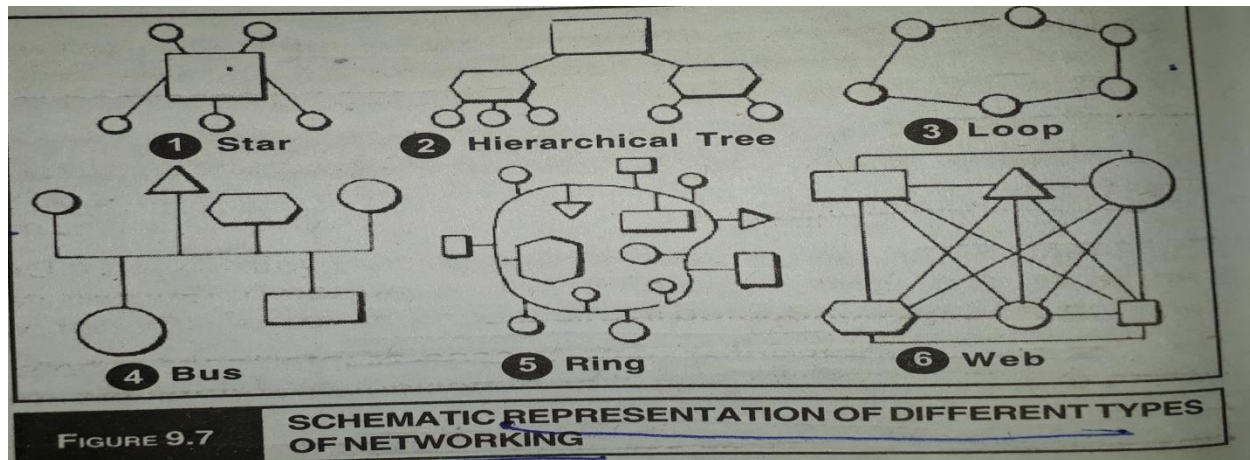 1 Star
2 Hierarchical Tree
3 Loop
4 Bus
5 Ring
6 Web
FIGURE 9.7
SCHEMATIC REPRESENTATION OF DIFFERENT TYPES
OF NETWORKING